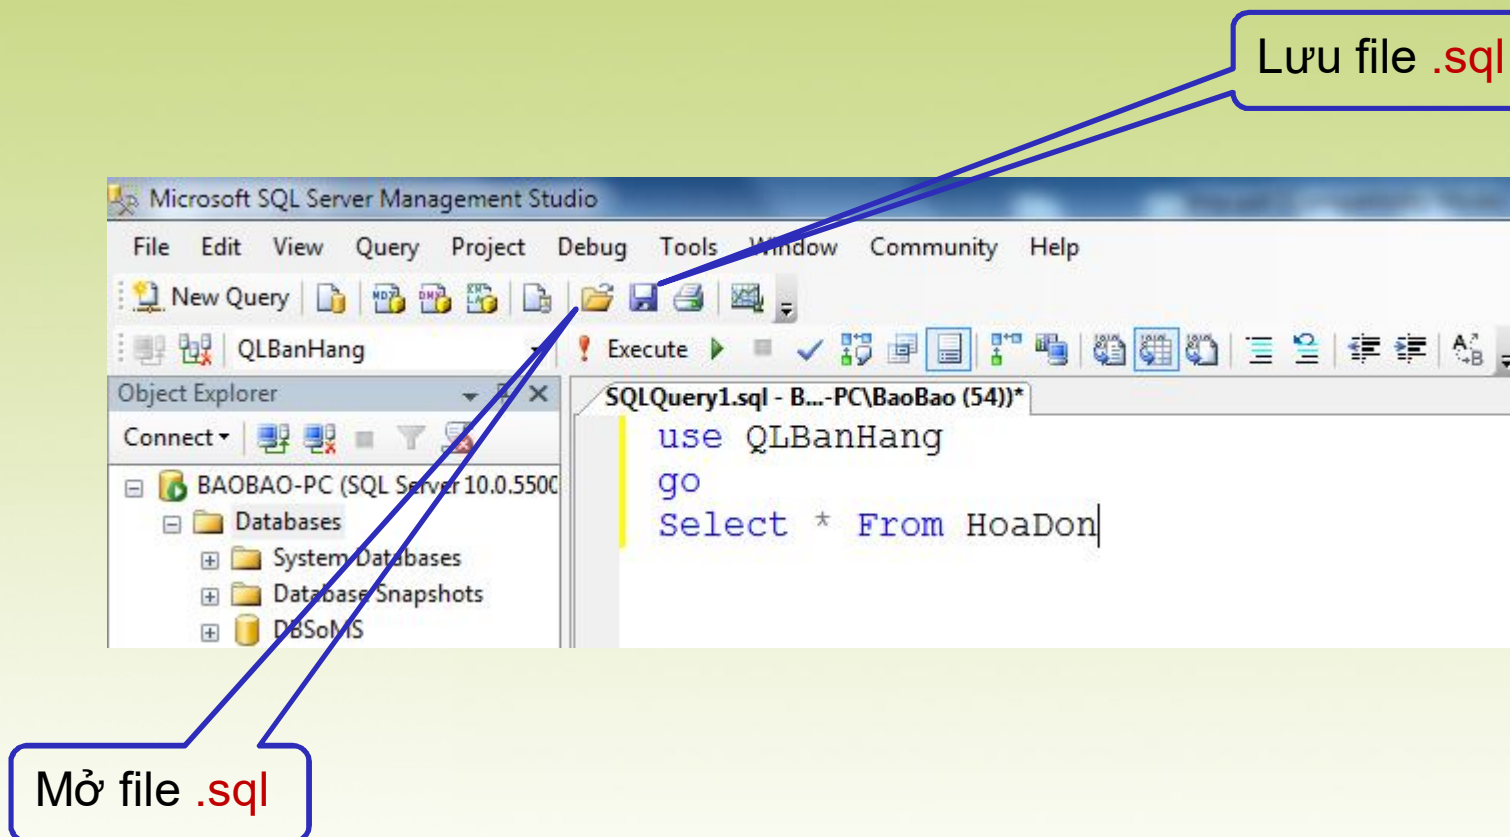 Lưu file .sql
Microsoft SQL Server Management Studio
File Edit View Query Project Debug Tools Window Community Help
New Query
QLBanHang
Execute
Object Explorer
SQLQuery1.sql - B...-PC\BaoBao (54))*
Connect
use QLBanHang
go
Select * From HoaDon
BAOBAO-PC (SQL Server 10.0.5500
Databases
System Databases
Database Snapshots
DBSoMS
Mở file .sql